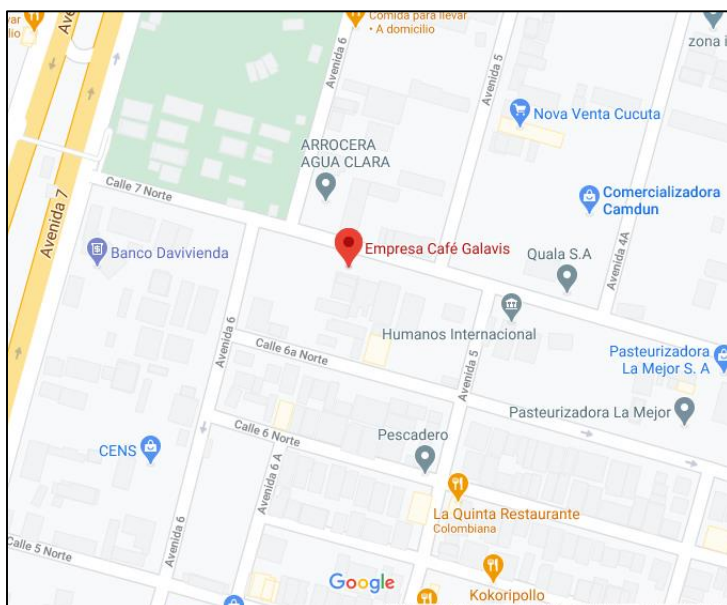 var
ilio
Ave
Comida para llevar
• A domicilio
zona i
Avenida 6
Avenida 5
Nova Venta Cucuta
ARROCERA
AGUA CLARA
Calle 7 Norte
Avenida 7
Comercializadora
Camdun
Banco Davivienda
Empresa Café Galavis
Quala S.A
Avenida 4A
Humanos Internacional
Avenida 6
Calle 6a Norte
Avenida 5
Pasteurizadora
La Mejor S. A
Pasteurizadora La Mejor
Calle 6 Norte
Pescadero
CENS
Avenida 6 A
La Quinta Restaurante
Colombiana
Avenida 6
Calle 5 Norte
Google
Kokoripollo